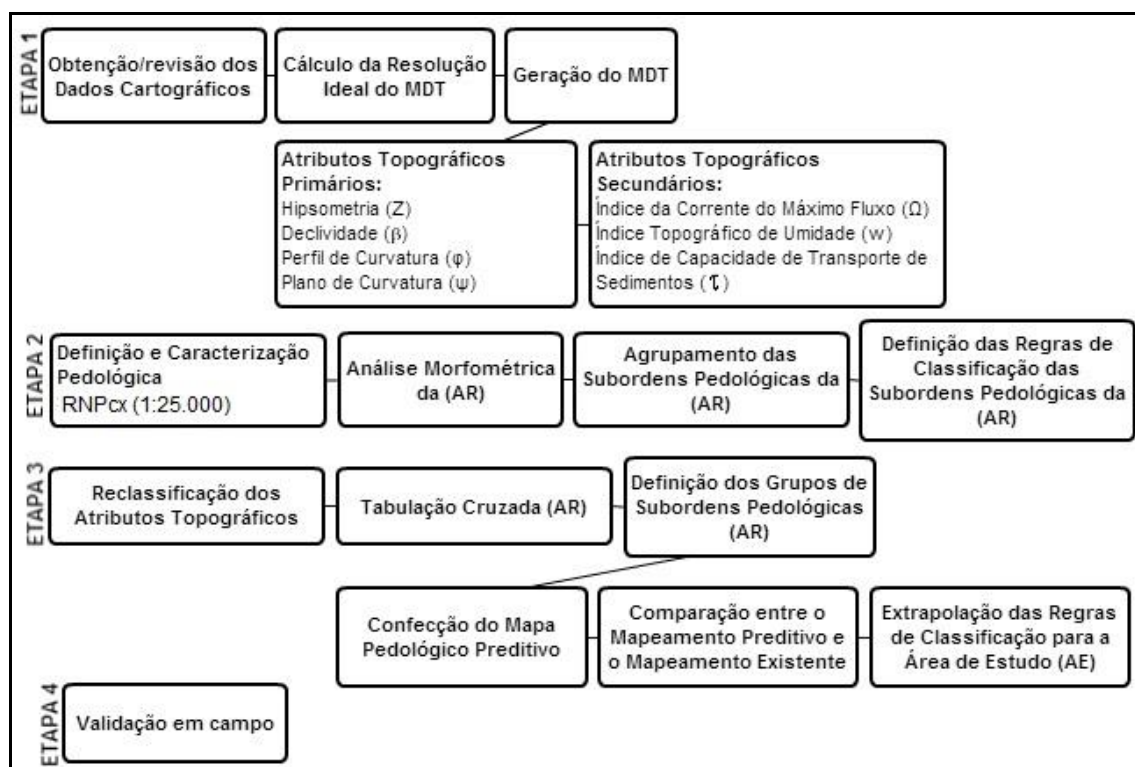 ETAPA 1
Obtenção/revisão dos
Dados Cartográficos
Cálculo da Resolução
Ideal do MDT
Geração do MDT
Atributos Topográficos
Primários:
Hipsometria (Z)
Declividade (β)
Perfil de Curvatura (φ)
Plano de Curvatura (ψ)
Atributos Topográficos
Secundários:
Índice da Corrente do Máximo Fluxo (Ω)
Índice Topográfico de Umidade (w)
Índice de Capacidade de Transporte de
Sedimentos (τ)
ETAPA 2
Definição e Caracterização
Pedológica
RNPcx (1:25.000)
Análise Morfométrica
da (AR)
Agrupamento das
Subordens Pedológicas da
(AR)
Definição das Regras de
Classificação das
Subordens Pedológicas da
(AR)
ETAPA 3
Reclassificação dos
Atributos Topográficos
Tabulação Cruzada (AR)
Definição dos Grupos de
Subordens Pedológicas
(AR)
Confecção do Mapa
Pedológico Preditivo
Comparação entre o
Mapeamento Preditivo e
o Mapeamento Existente
Extrapolação das Regras
de Classificação para a
Área de Estudo (AE)
ETAPA 4
Validação em campo